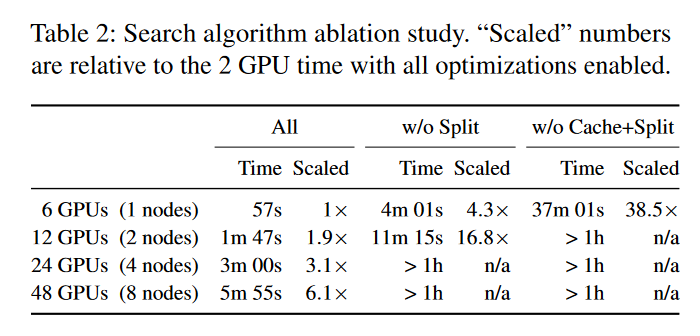 Table 2: Search algorithm ablation study. “Scaled” numbers
are relative to the 2 GPU time with all optimizations enabled.
All w/o Split w/o Cache+Split
Time Scaled Time Scaled Time Scaled
6 GPUs (1 nodes) 57s 1× 4m 01s 4.3× 37m 01s 38.5×
12 GPUs (2 nodes) 1m 47s 1.9× 11m 15s 16.8× > 1h n/a
24 GPUs (4 nodes) 3m 00s 3.1× > 1h n/a > 1h n/a
48 GPUs (8 nodes) 5m 55s 6.1× > 1h n/a > 1h n/a